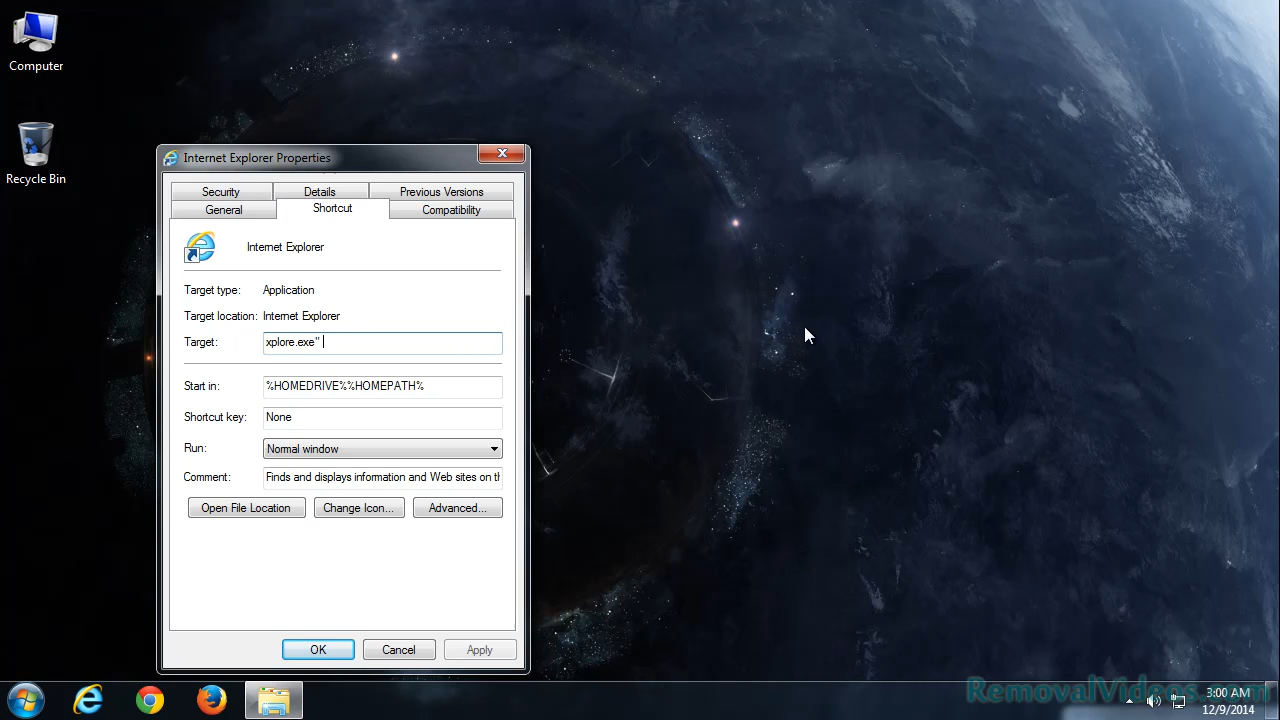 Computer
Recycle Bin
Internet Explorer Properties
Security Details Previous Versions
General Shortcut Compatibility
Internet Explorer
Target type: Application
Target location: Internet Explorer
Target: xplore.exe"
Start in: %HOMEDRIVE%%HOMEPATH%
Shortcut key: None
Run: Normal window
Comment: Finds and displays information and Web sites on th
Open File Location Change Icon... Advanced...
OK Cancel Apply
RemovalVideos.com
3:00 AM
12/9/2014